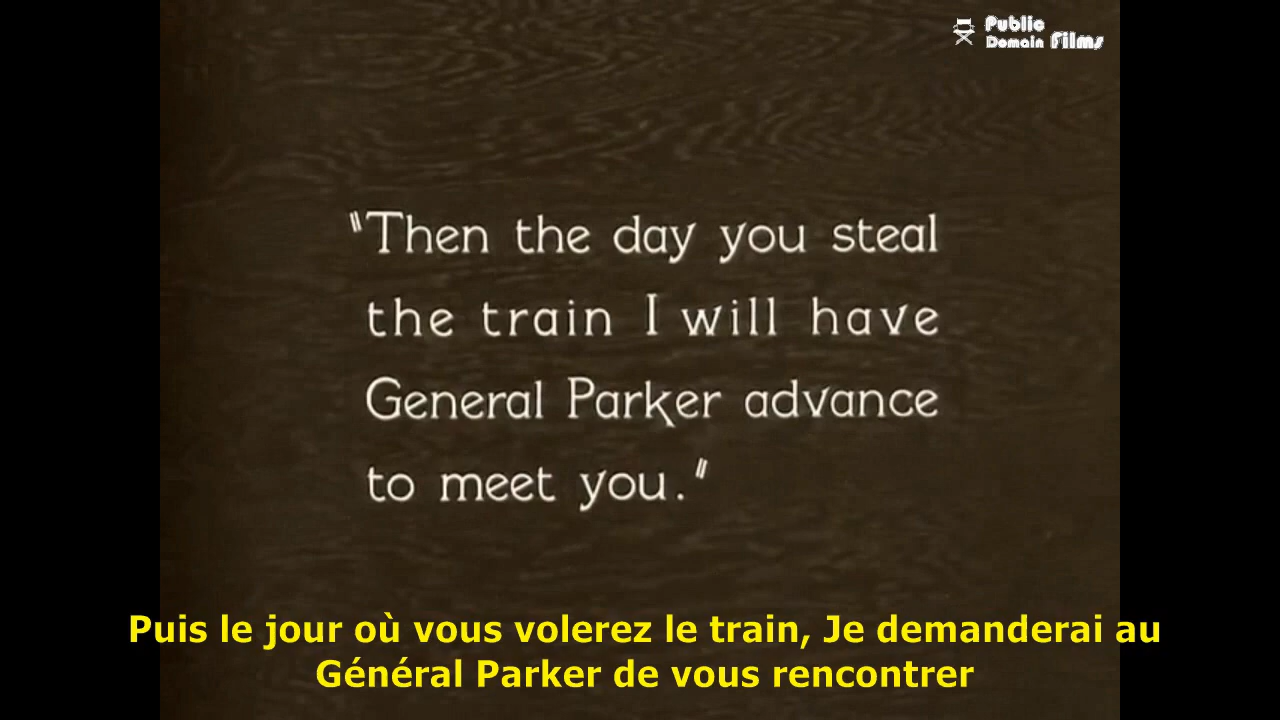 Public
Domain Films
"Then the day you steal
the train I will have
General Parker advance
to meet you."
Puis le jour où vous volerez le train, Je demanderai au
Général Parker de vous rencontrer